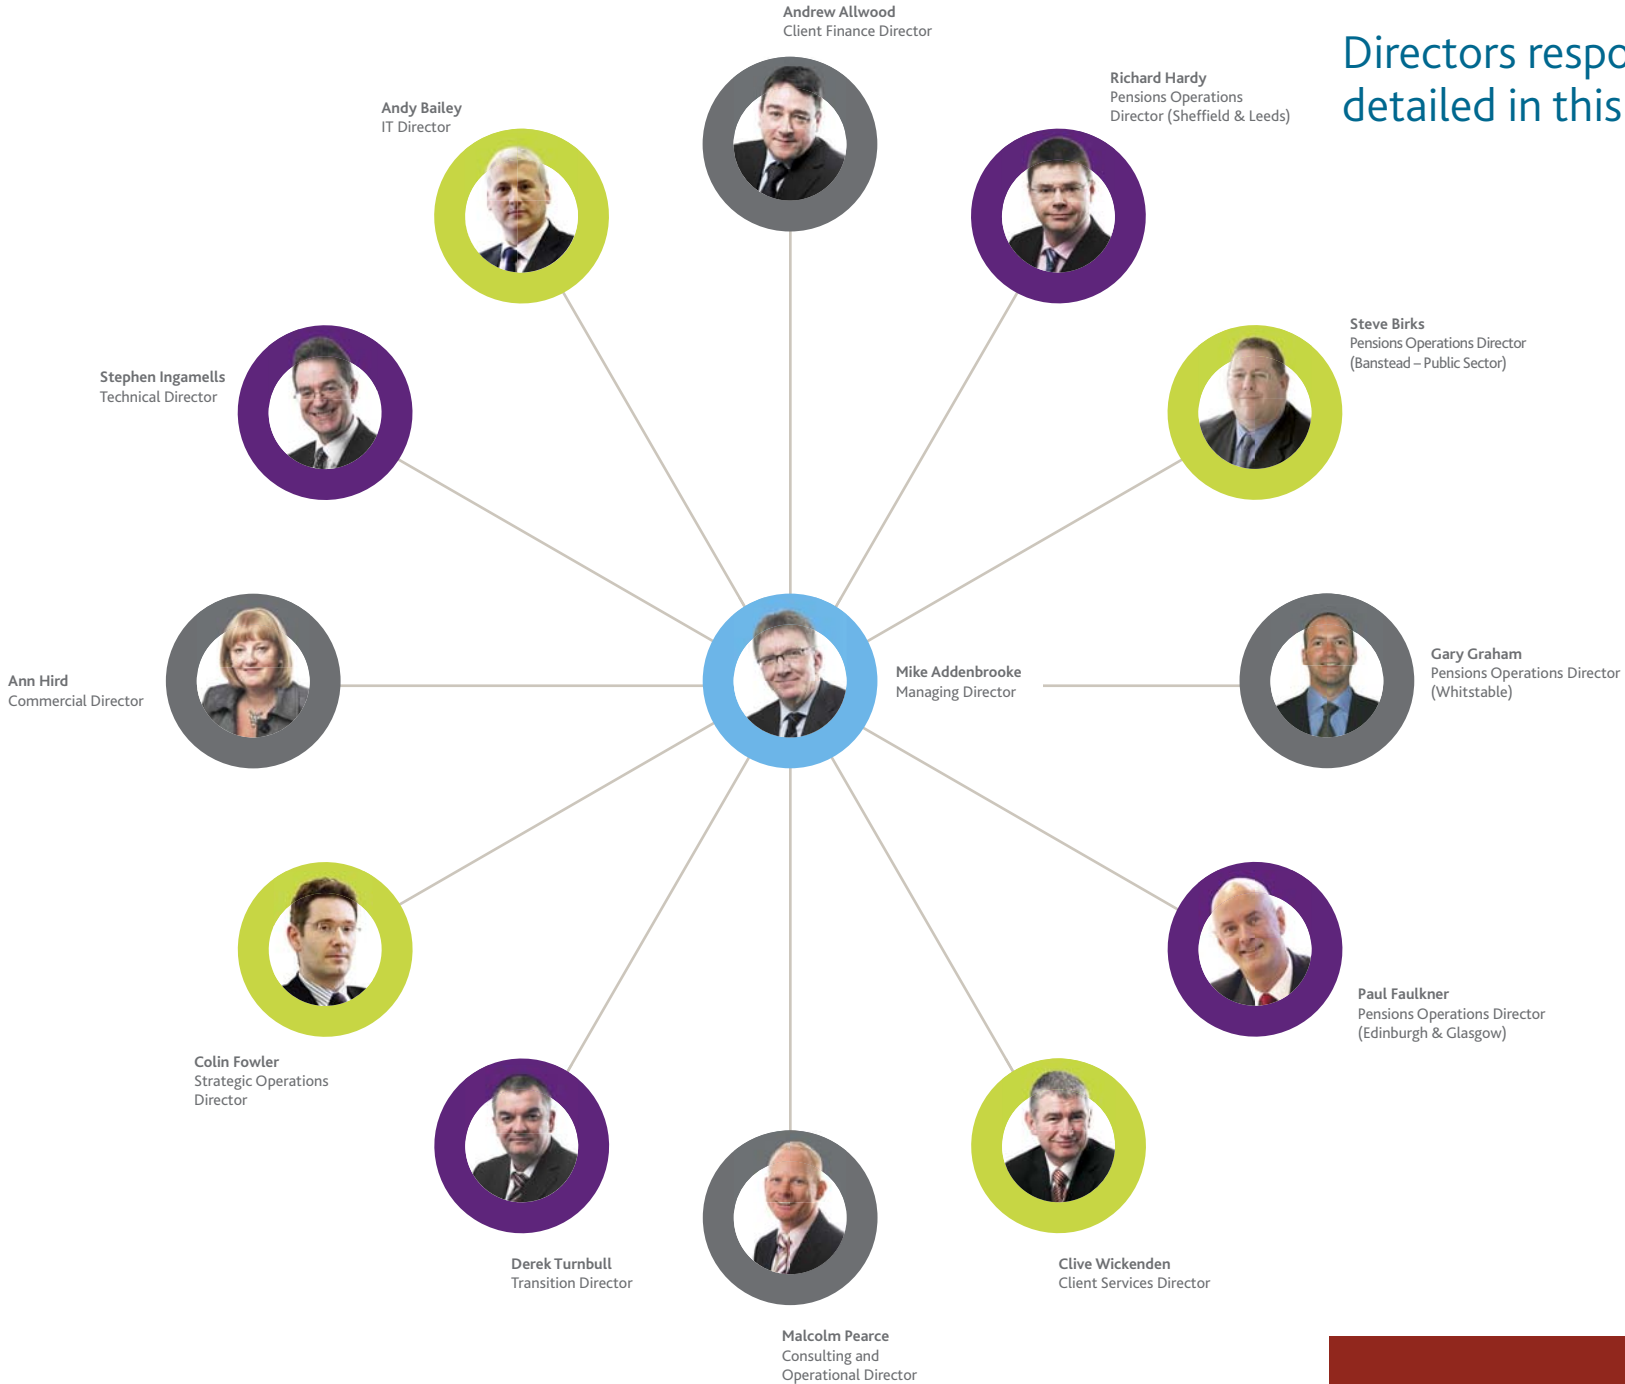 Andrew Allwood
Client Finance Director
Directors
detailed in this
Richard Hardy
Pensions Operations
Director (Sheffield & Leeds)
Andy Bailey
IT Director
Steve Birks
Pensions Operations Director
(Banstead – Public Sector)
Stephen Ingamells
Technical Director
Gary Graham
Pensions Operations Director
(Whitstable)
Mike Addenbrooke
Managing Director
Ann Hird
Commercial Director
Paul Faulkner
Pensions Operations Director
(Edinburgh & Glasgow)
Colin Fowler
Strategic Operations
Director
Derek Turnbull
Transition Director
Clive Wickenden
Client Services Director
Malcolm Pearce
Consulting and
Operational Director